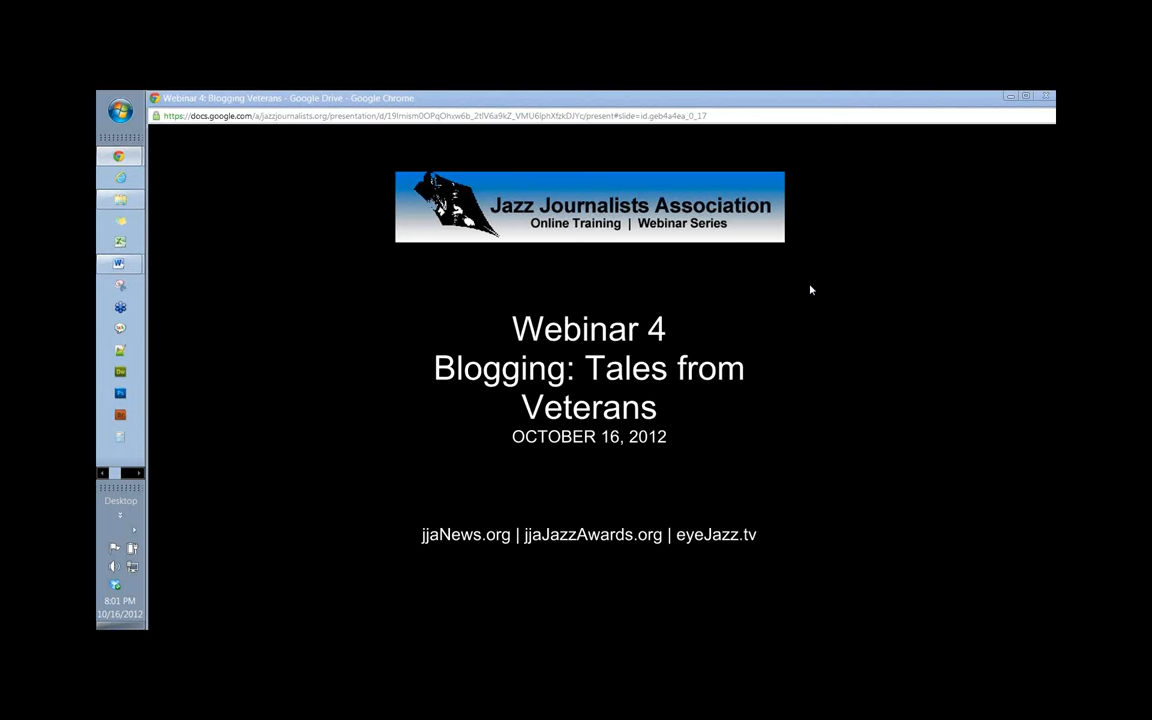 Webinar 4: Blogging Veterans - Google Drive - Google Chrome
Jazz Journalists Association
Online Training | Webinar Series
Webinar 4
Blogging: Tales from
Veterans
OCTOBER 16, 2012
jjaNews.org | jjaJazzAwards.org | eyeJazz.tv
Desktop
8:01 PM
10/16/2012